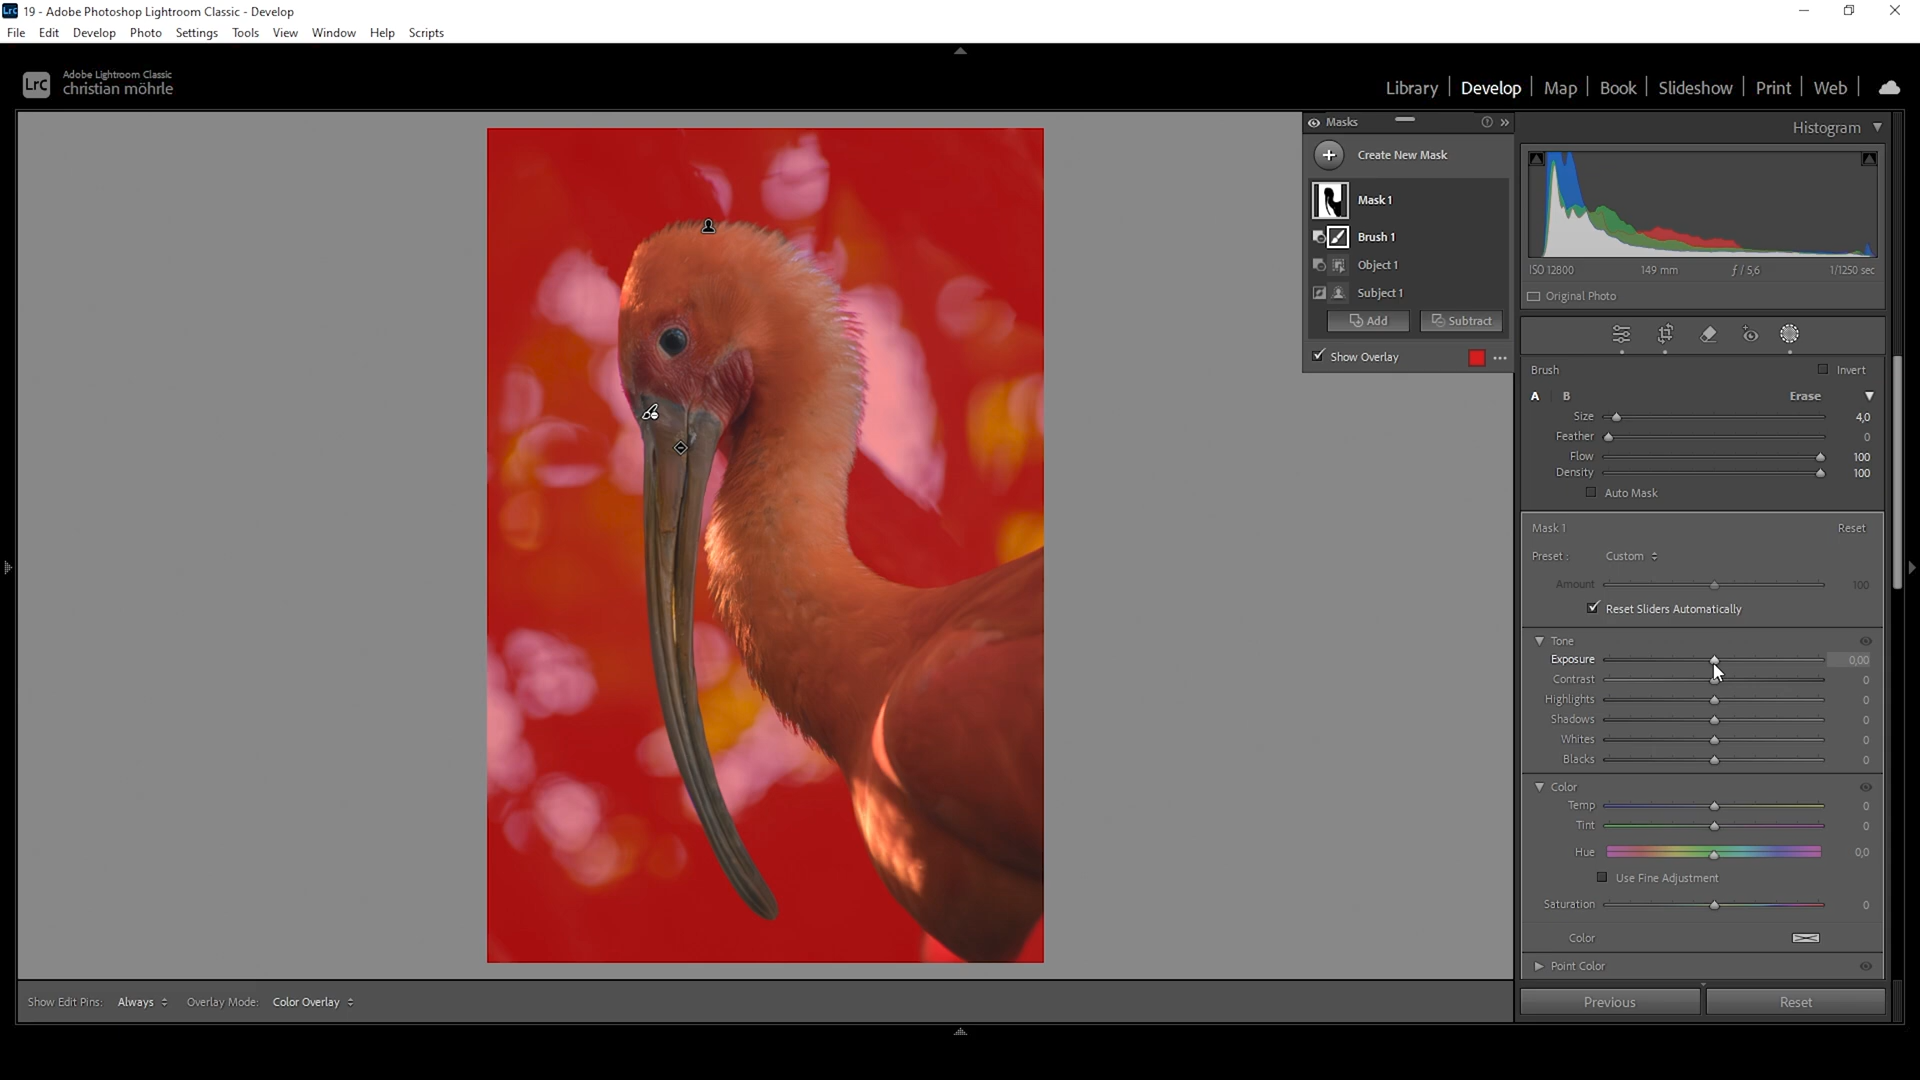 19 - Adobe Photoshop Lightroom Classic - Develop
File Edit Develop Photo Settings Tools View Window Help Scripts
LrC Adobe Lightroom Classic
christian möhrle
Library Develop Map Book Slideshow Print Web
Masks
Create New Mask
Mask 1
Brush 1
Object 1
Subject 1
Add Subtract
Show Overlay
Histogram
ISO 12800 149 mm ƒ / 5,6 1/1250 sec
Original Photo
Brush Invert
A B Erase
Size 4,0
Feather 0
Flow 100
Density 100
Auto Mask
Mask 1 Reset
Preset : Custom
Amount 100
Reset Sliders Automatically
Tone
Exposure 0,00
Contrast 0
Highlights 0
Shadows 0
Whites 0
Blacks 0
Color
Temp 0
Tint 0
Hue 0,0
Use Fine Adjustment
Saturation 0
Color
Point Color
Previous Reset
Show Edit Pins: Always Overlay Mode: Color Overlay